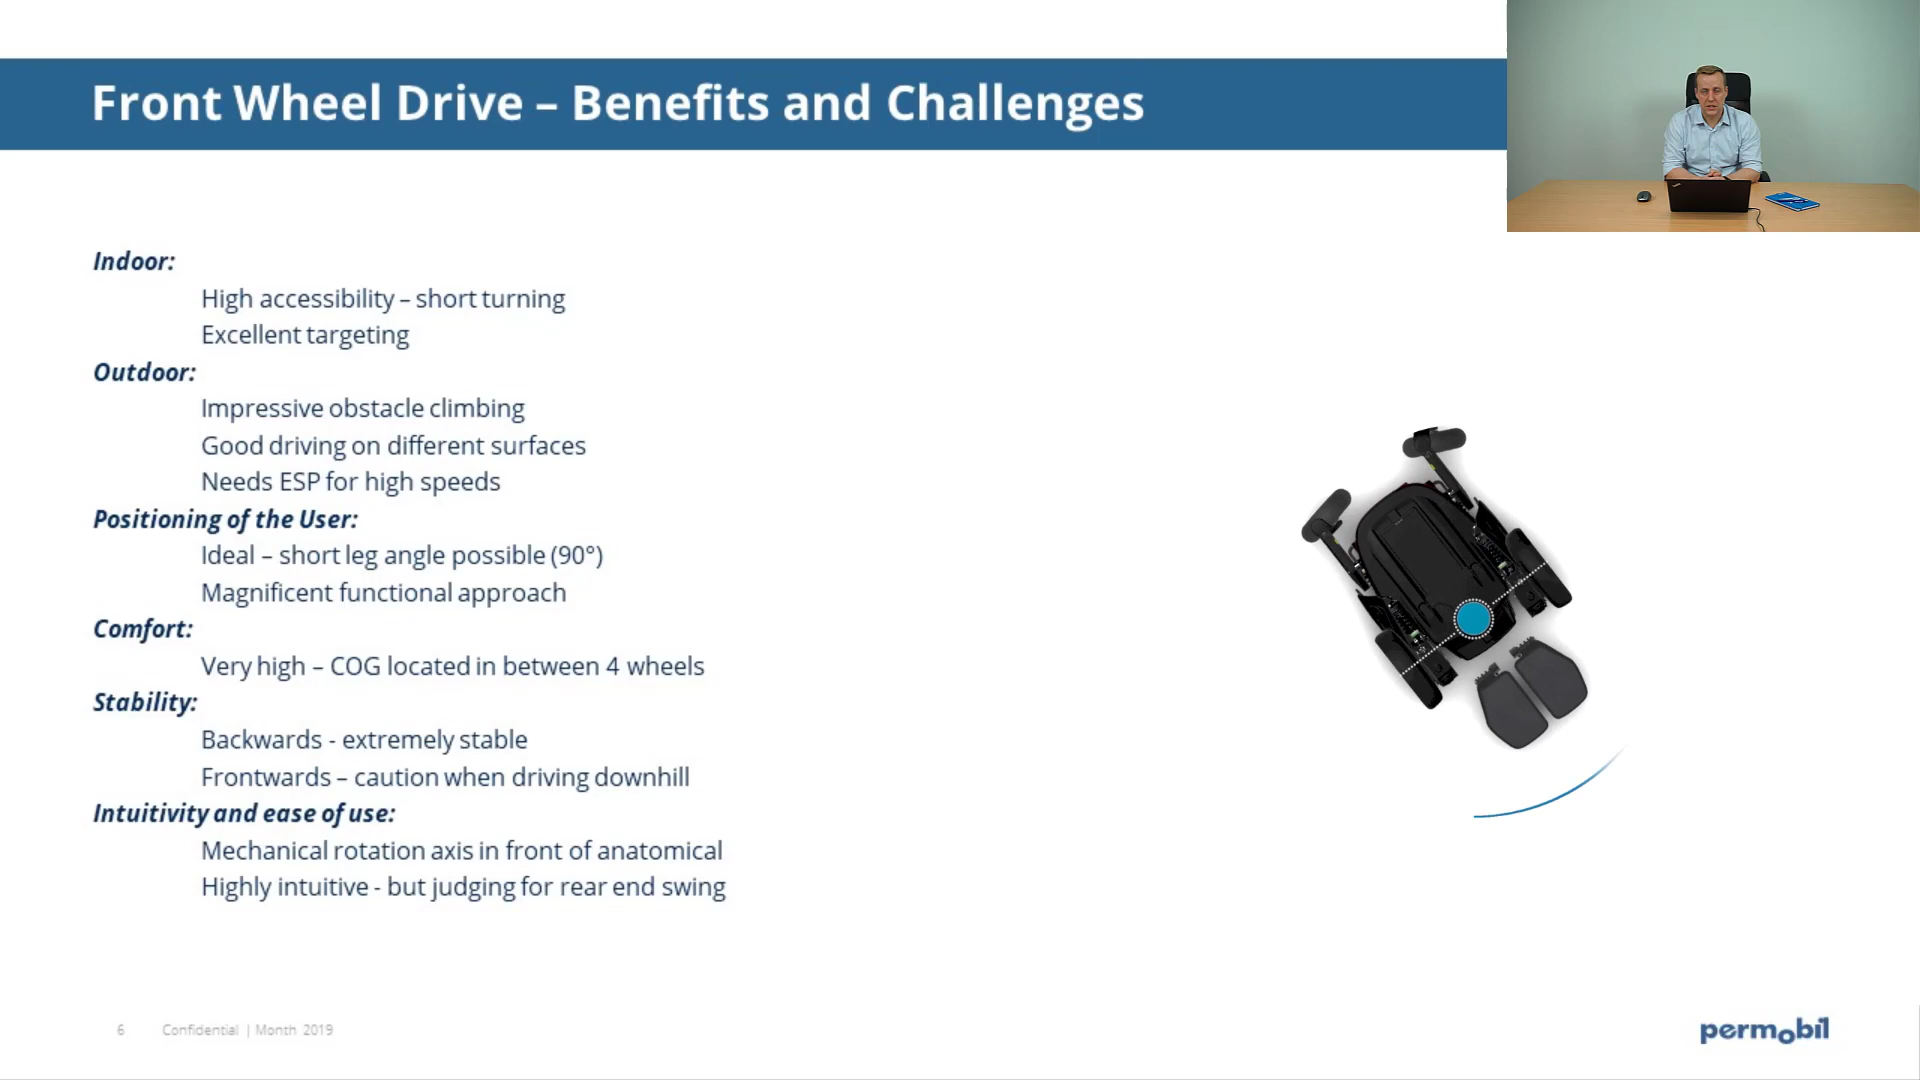 Front Wheel Drive – Benefits and Challenges
Indoor:
High accessibility – short turning
Excellent targeting
Outdoor:
Impressive obstacle climbing
Good driving on different surfaces
Needs ESP for high speeds
Positioning of the User:
Ideal – short leg angle possible (90°)
Magnificent functional approach
Comfort:
Very high – COG located in between 4 wheels
Stability:
Backwards - extremely stable
Frontwards – caution when driving downhill
Intuitivity and ease of use:
Mechanical rotation axis in front of anatomical
Highly intuitive - but judging for rear end swing
6 Confidential | Month 2019
permobil